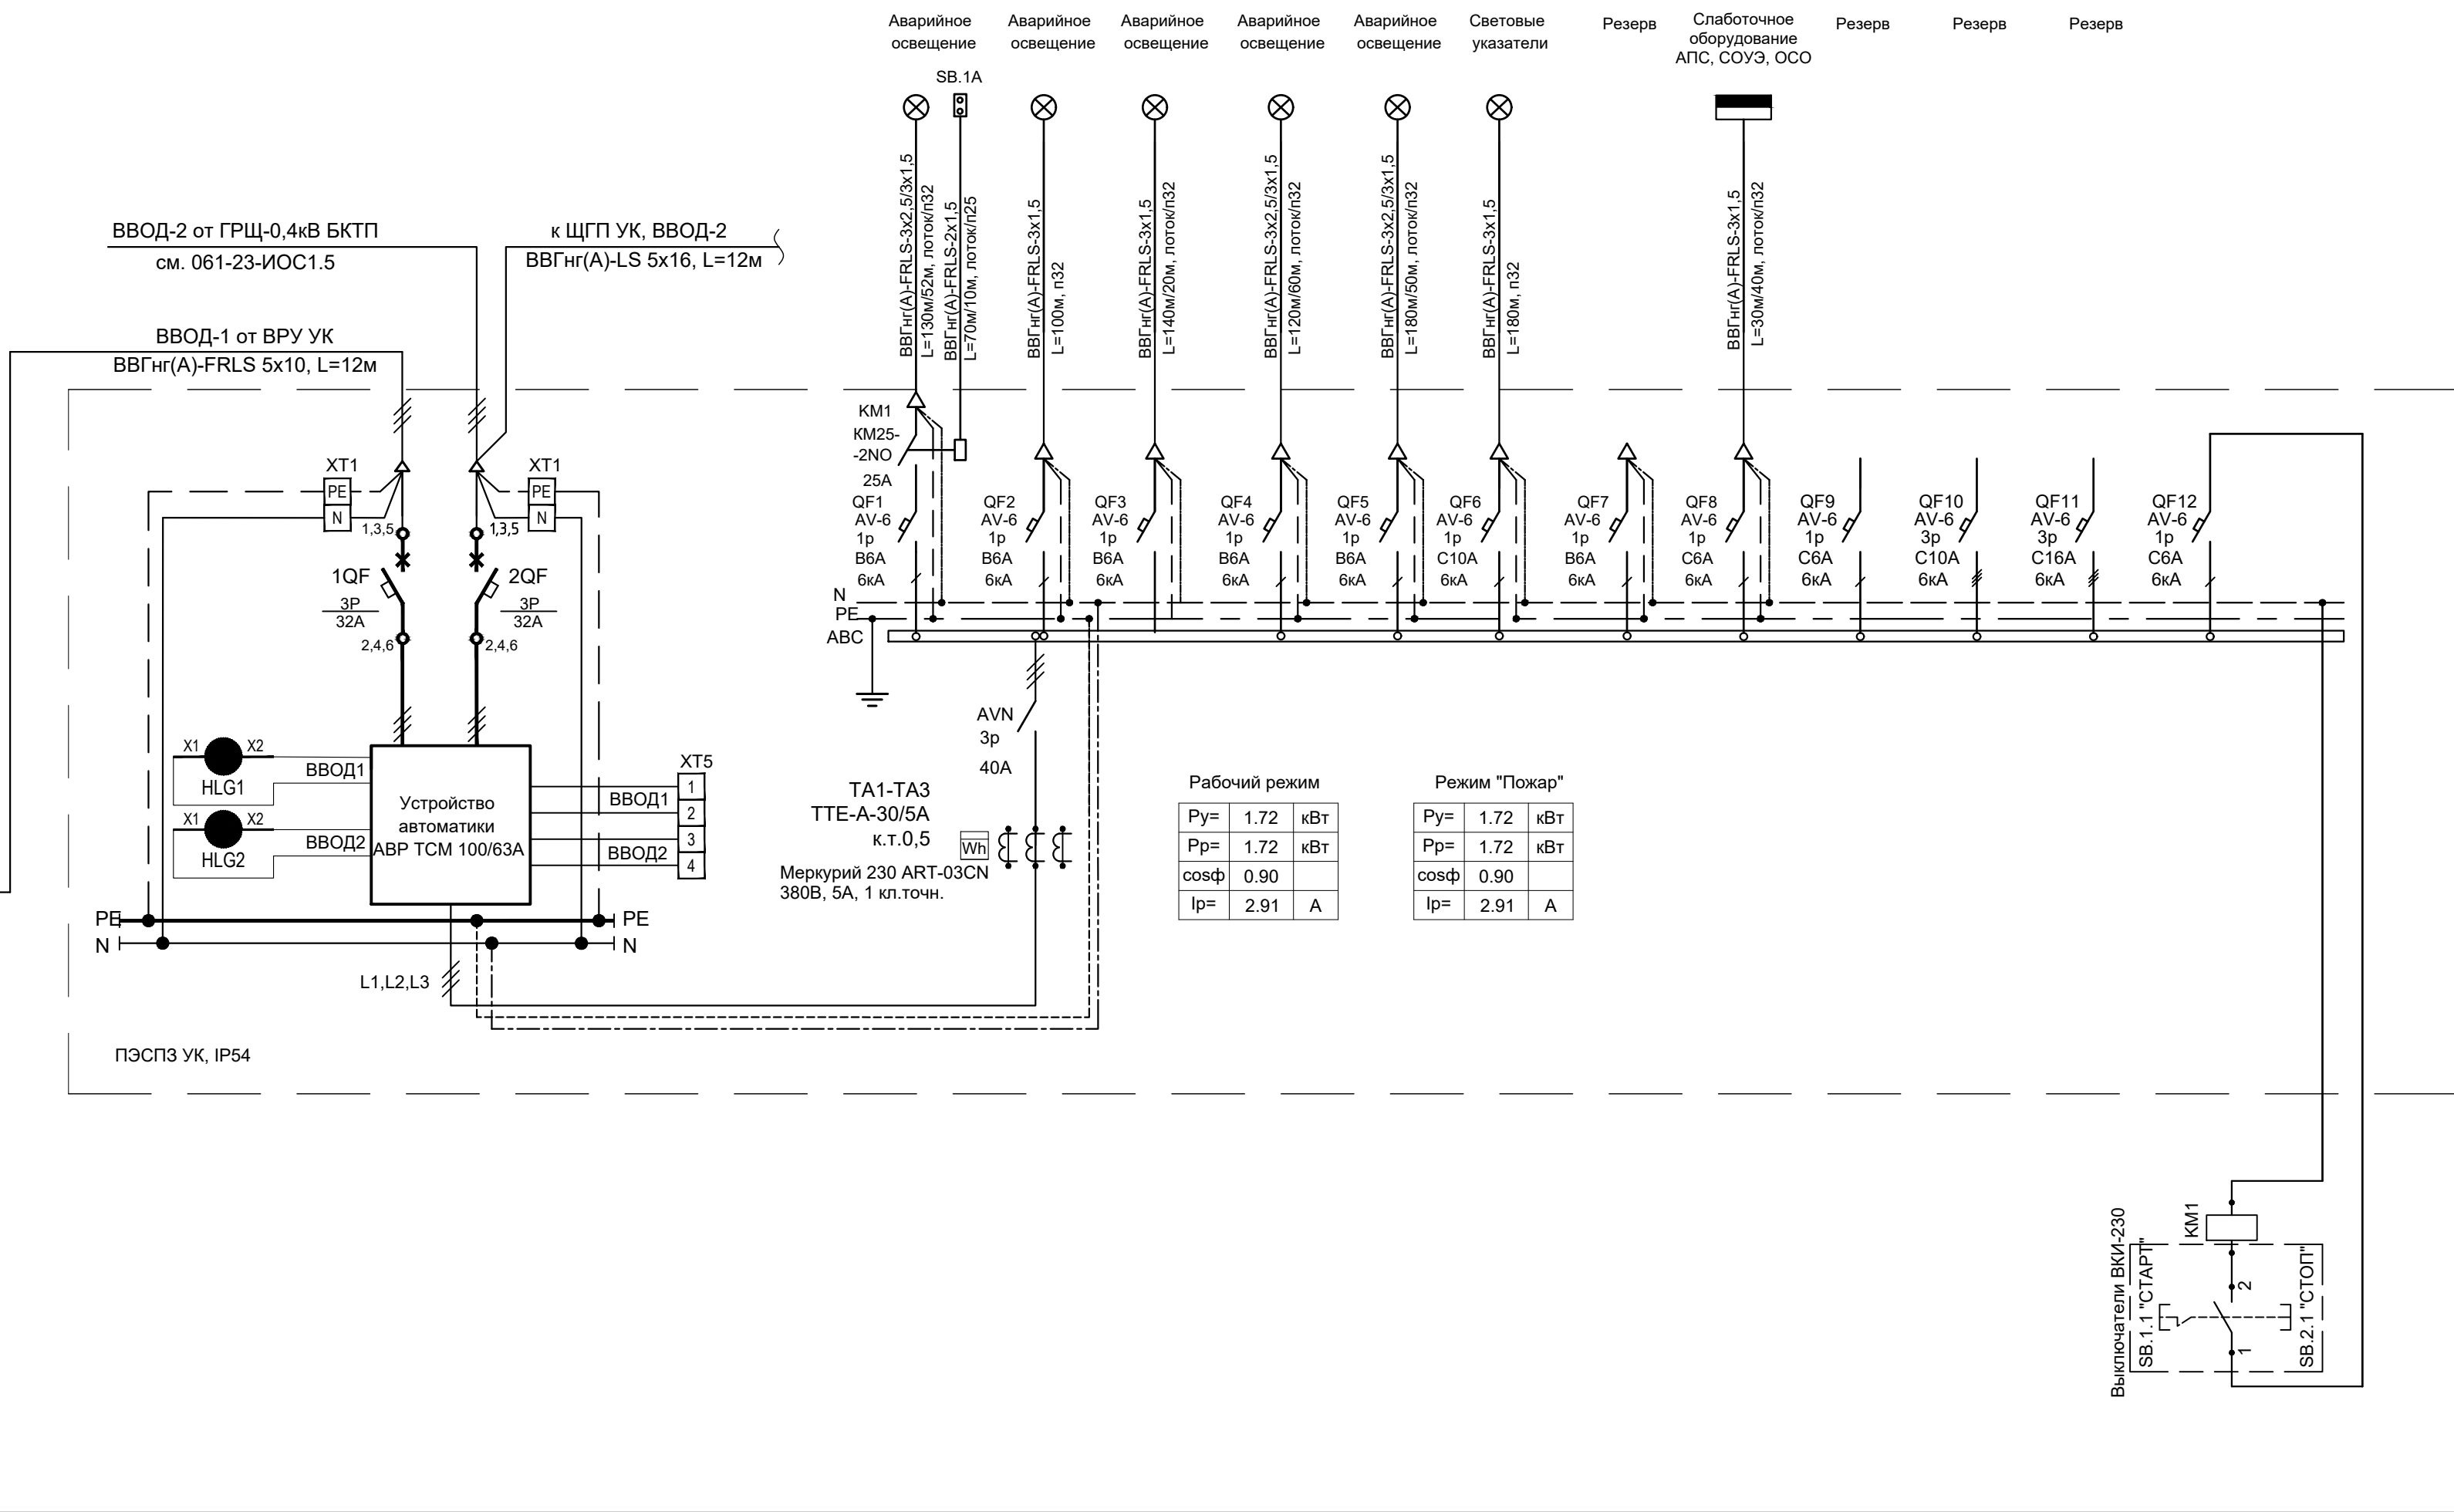 Аварийное
освещение
Аварийное
освещение
Аварийное
освещение
Аварийное
освещение
Аварийное
освещение
Световые
указатели
Резерв
Слаботочное
оборудование
АПС, СОУЭ, ОСО
Резерв
Резерв
Резерв
SB.1A
ВВГнг(А)-FRLS-3х2,5/3х1,5
L=130м/52м, лоток/п32
ВВГнг(А)-FRLS-2х1,5
L=70м/10м, лоток/п25
ВВГнг(А)-FRLS-3х1,5
L=100м, п32
ВВГнг(А)-FRLS-3х1,5
L=140м/20м, лоток/п32
ВВГнг(А)-FRLS-3х2,5/3х1,5
L=120м/60м, лоток/п32
ВВГнг(А)-FRLS-3х2,5/3х1,5
L=180м/50м, лоток/п32
ВВГнг(А)-FRLS-3х1,5
L=180м, п32
ВВГнг(А)-FRLS-3х1,5
L=30м/40м, лоток/п32
ВВОД-2 от ГРЩ-0,4кВ БКТП
см. 061-23-ИОС1.5
к ЩГП УК, ВВОД-2
ВВГнг(А)-LS 5х16, L=12м
ВВОД-1 от ВРУ УК
ВВГнг(А)-FRLS 5х10, L=12м
XT1
PE
N
XT1
PE
N
1,3,5
1,3,5
1QF
3P
32А
2QF
3P
32А
2,4,6
2,4,6
X1
X2
HLG1
ВВОД1
X1
X2
HLG2
ВВОД2
Устройство
автоматики
АВР ТСМ 100/63А
ВВОД1
ВВОД2
XT5
1
2
3
4
PE
N
PE
N
L1,L2,L3
ПЭСПЗ УК, IP54
KM1
КМ25-
-2NO
25А
QF1
AV-6
1p
B6A
6кА
QF2
AV-6
1p
B6A
6кА
QF3
AV-6
1p
B6A
6кА
QF4
AV-6
1p
B6A
6кА
QF5
AV-6
1p
B6A
6кА
QF6
AV-6
1p
C10A
6кА
QF7
AV-6
1p
B6A
6кА
QF8
AV-6
1p
C6A
6кА
QF9
AV-6
1p
C6A
6кА
QF10
AV-6
3p
C10A
6кА
QF11
AV-6
3p
C16A
6кА
QF12
AV-6
1p
C6A
6кА
N
PE
ABC
AVN
3p
40А
ТА1-ТА3
ТТЕ-А-30/5А
к.т.0,5
Wh
Меркурий 230 ART-03CN
380В, 5А, 1 кл.точн.
Рабочий режим
Ру= 1.72 кВт
Рр= 1.72 кВт
cosф 0.90
Iр= 2.91 А
Режим "Пожар"
Ру= 1.72 кВт
Рр= 1.72 кВт
cosф 0.90
Iр= 2.91 А
KM1
Выключатели ВКИ-230
SB.1.1 "СТАРТ"
2
1
SB.2.1 "СТОП"